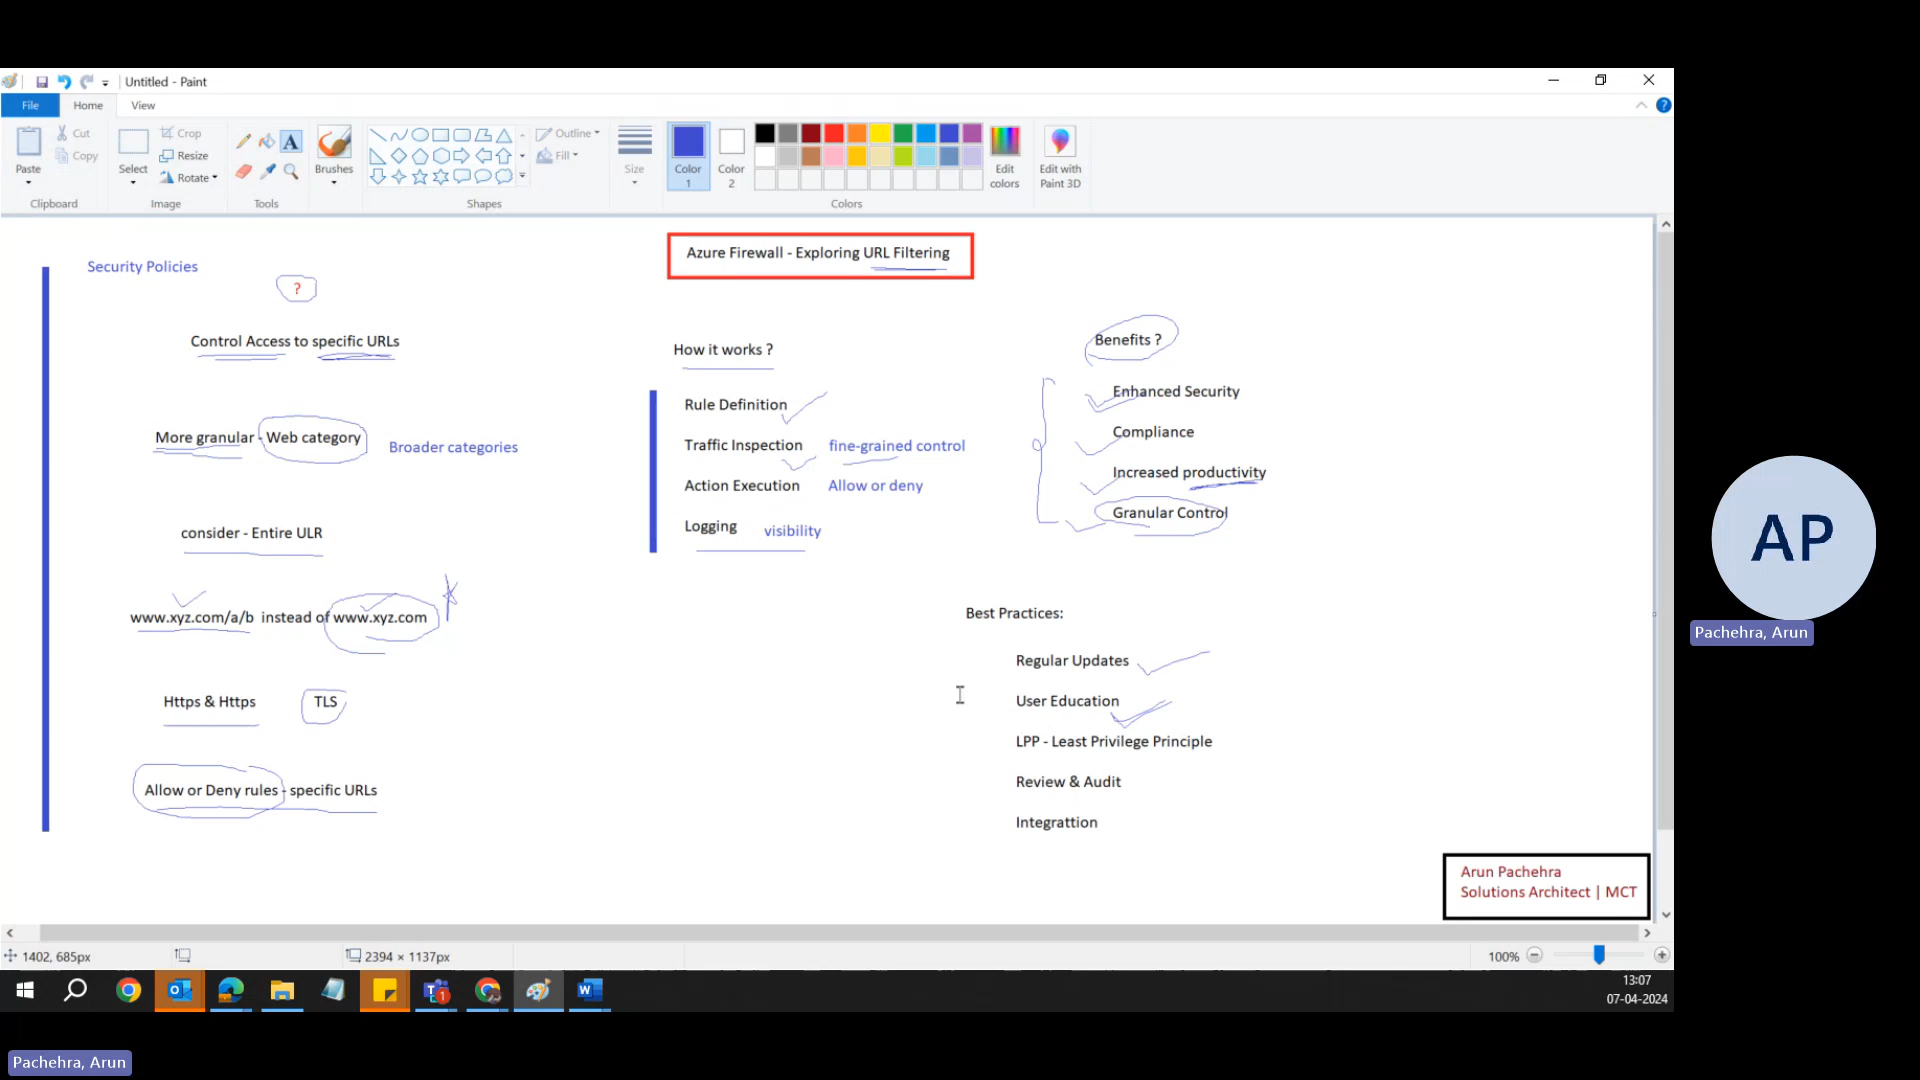 Untitled - Paint
File
Home
View
Paste
Cut
Copy
Clipboard
Select
Crop
Resize
Rotate
Image
A
Tools
Brushes
Outline
Fill
Shapes
Size
Color
1
Color
2
Edit
colors
Colors
Edit with
Paint 3D
Azure Firewall - Exploring URL Filtering
Security Policies
?
Control Access to specific URLs
More granular - Web category
Broader categories
consider - Entire ULR
www.xyz.com/a/b instead of www.xyz.com
Https & Https
TLS
Allow or Deny rules - specific URLs
How it works ?
Rule Definition
Traffic Inspection
fine-grained control
Action Execution
Allow or deny
Logging
visibility
Benefits ?
Enhanced Security
Compliance
Increased productivity
Granular Control
Best Practices:
Regular Updates
User Education
LPP - Least Privilege Principle
Review & Audit
Integrattion
Arun Pachehra
Solutions Architect | MCT
1402, 685px
2394 × 1137px
100%
13:07
07-04-2024
AP
Pachehra, Arun
Pachehra, Arun